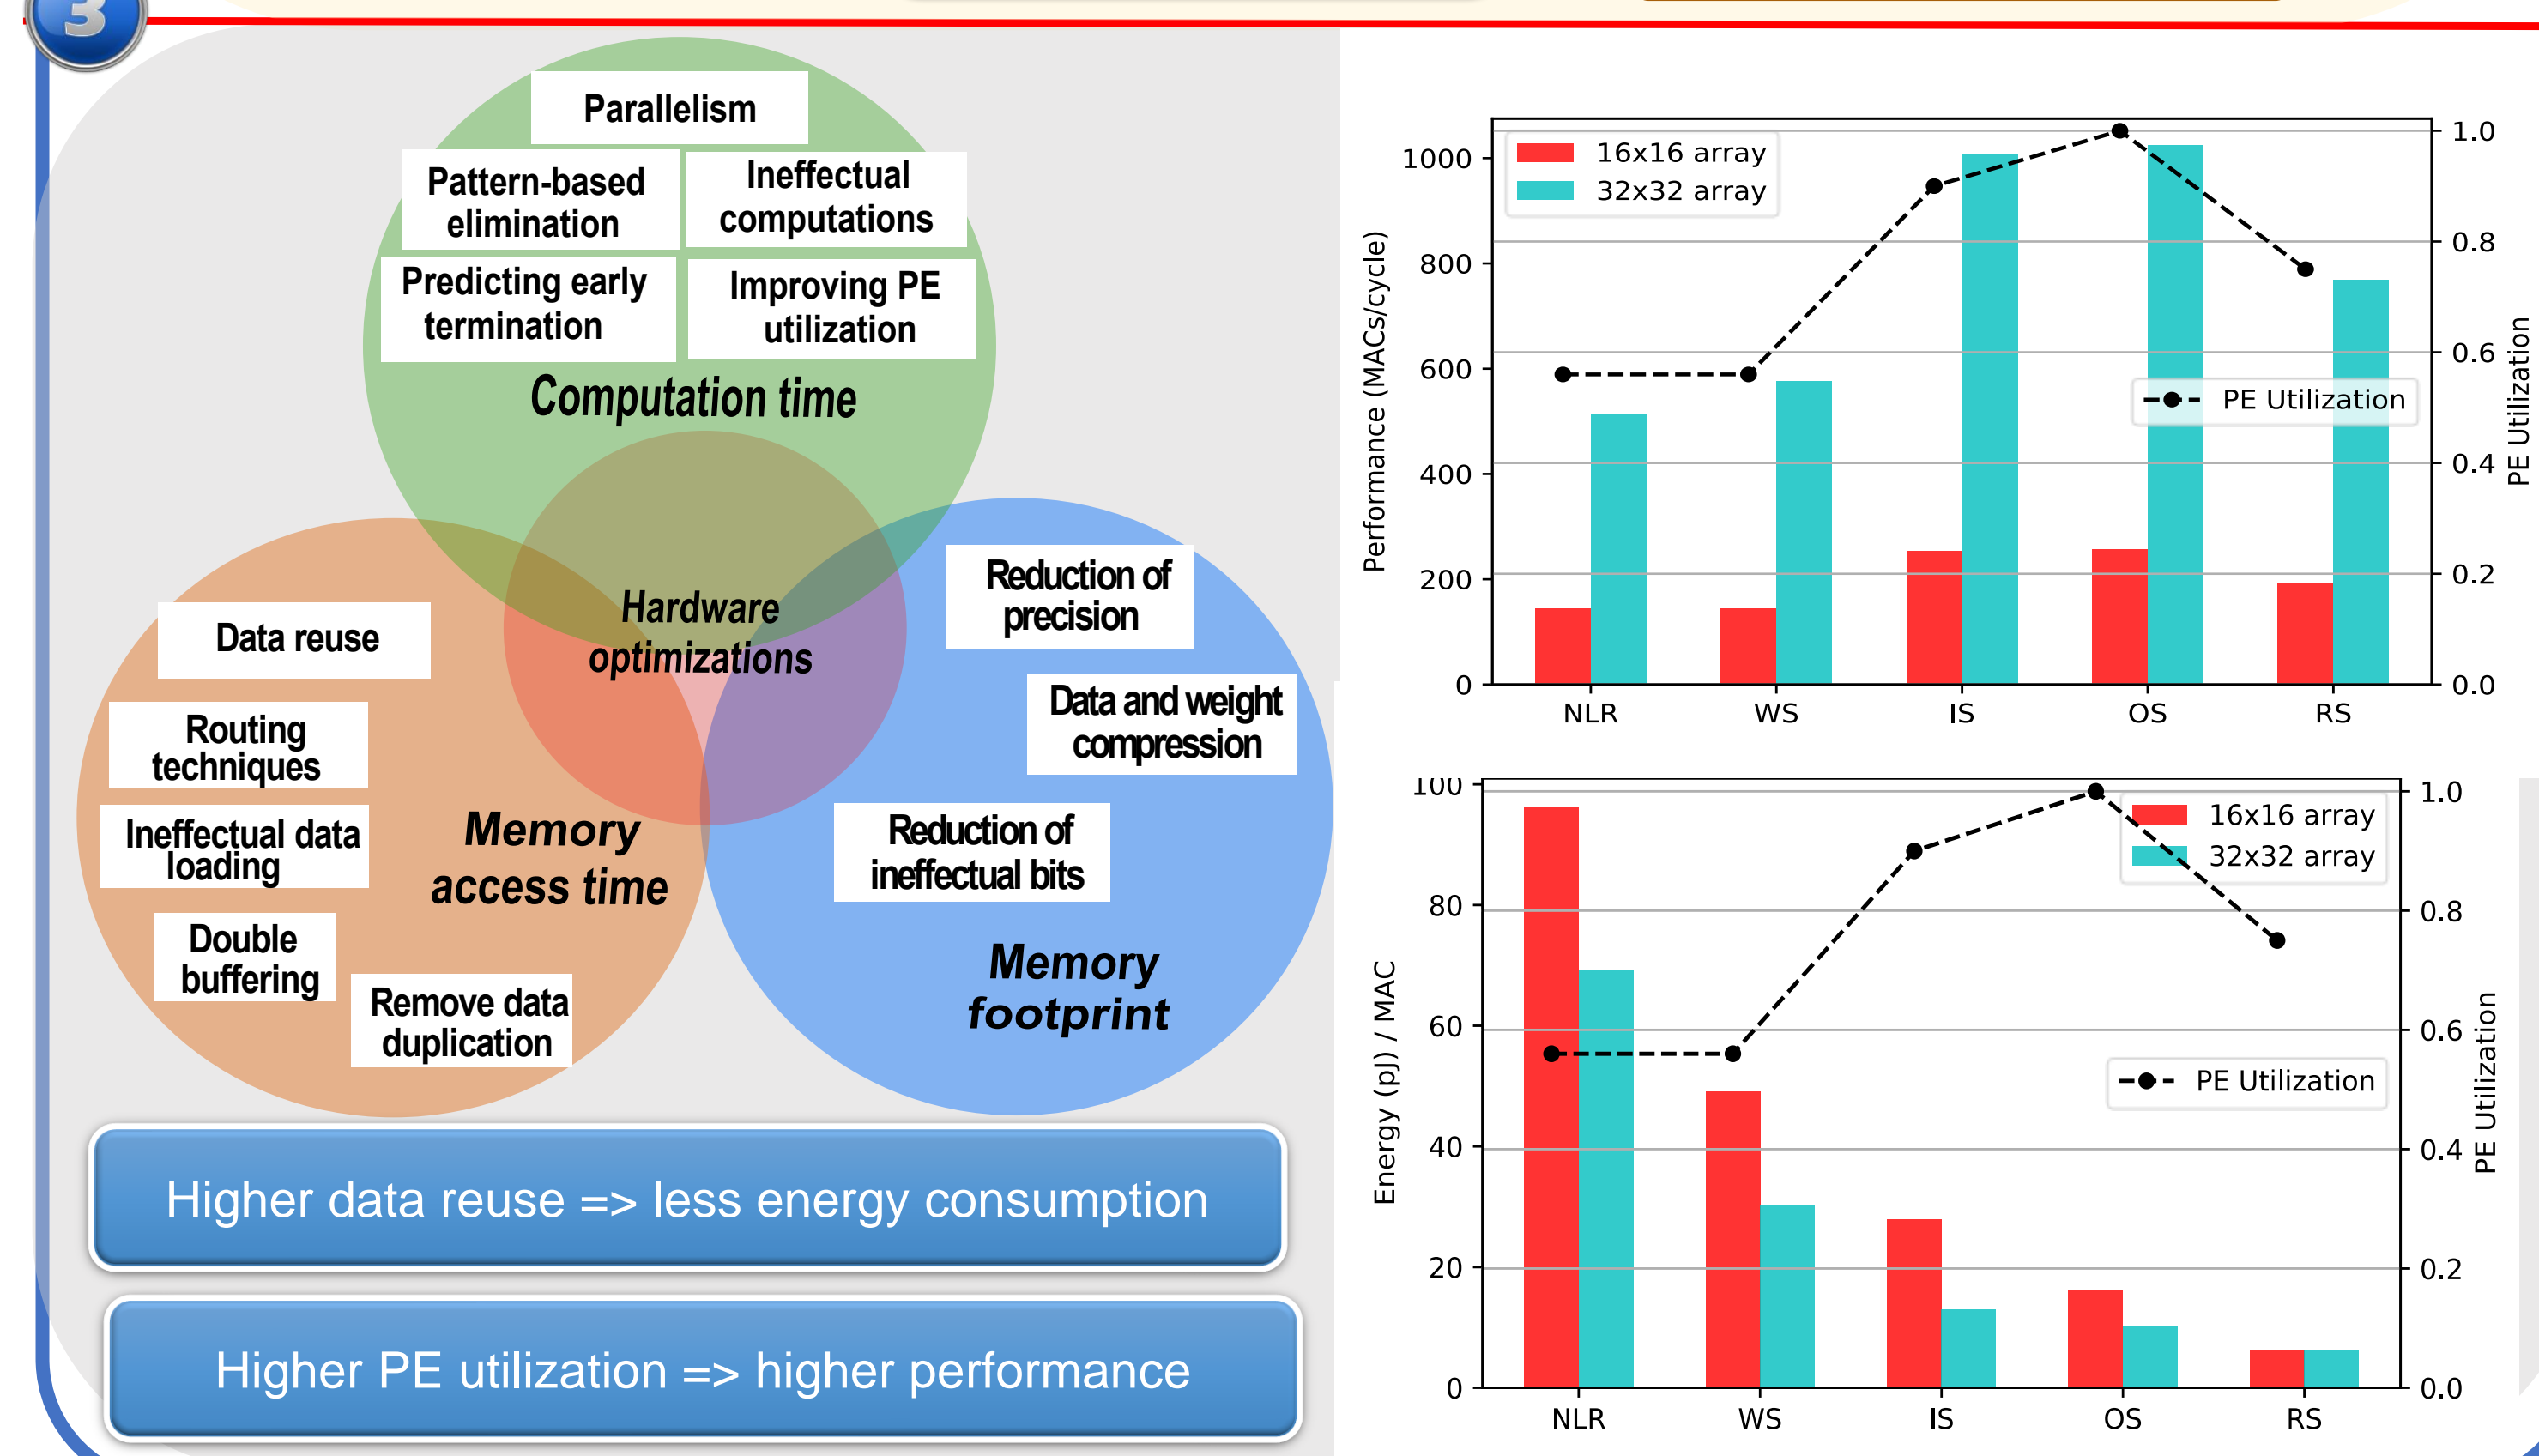 3
Parallelism
Pattern-based
elimination
Ineffectual
computations
Predicting early
termination
Improving PE
utilization
Computation time
Hardware
optimizations
Data reuse
Routing
techniques
Ineffectual data
loading
Double
buffering
Remove data
duplication
Memory
access time
Reduction of
precision
Data and weight
compression
Reduction of
ineffectual bits
Memory
footprint
Higher data reuse => less energy consumption
Higher PE utilization => higher performance
Performance (MACs/cycle)
1000
800
600
400
200
0
16x16 array
32x32 array
PE Utilization
1.0
0.8
0.6
0.4
0.2
0.0
PE Utilization
NLR WS IS OS RS
Energy (pJ) / MAC
100
80
60
40
20
0
16x16 array
32x32 array
PE Utilization
1.0
0.8
0.6
0.4
0.2
0.0
PE Utilization
NLR WS IS OS RS